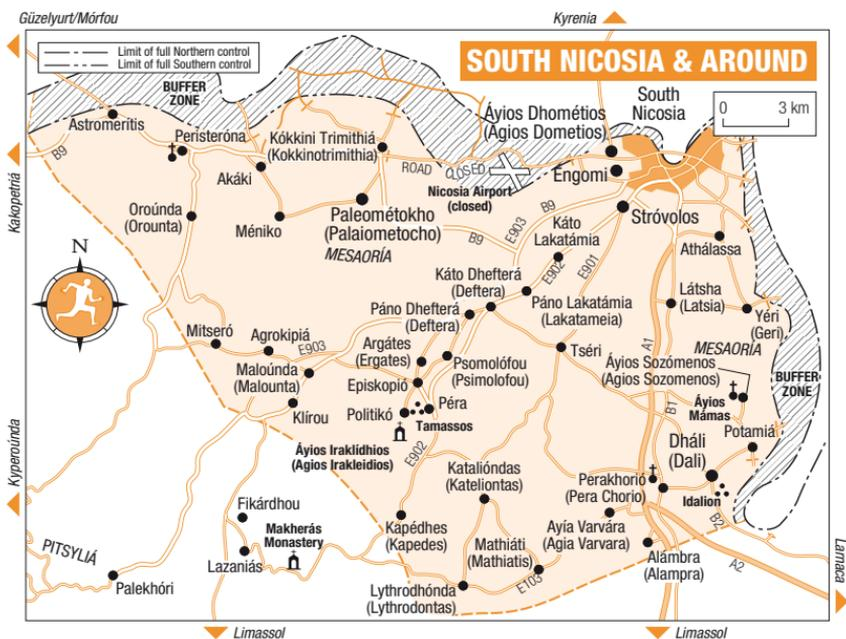 Güzelyurt/Mórfou
Kyrenia
Limit of full Northern control
Limit of full Southern control
SOUTH NICOSIA & AROUND
BUFFER
ZONE
South
Nicosia
0 3 km
Astromerítis
Peristeróna
Kókkini Trimithiá
(Kokkinotrimithia)
Áyios Dhométios
(Agios Dometios)
B9
Akáki
ROAD CLOSED
Nicosia Airport
(closed)
Engomi
Kakopetriá
Oroúnda
(Orounta)
Méniko
Paleométokho
(Palaiometocho)
MESAORÍA
B9
E903
B9
Káto
Lakatámia
Stróvolos
Athálassa
N
E902
E901
Káto Dhefterá
(Deftera)
Páno Dhefterá
(Deftera)
Páno Lakatámia
(Lakatameia)
Látsha
(Latsia)
Yéri
(Geri)
Mitseró
Agrokipiá
E903
Argátes
(Ergates)
Psomolófou
(Psimolofou)
Tséri
A1
MESAORÍA
Áyios Sozómenos
(Agios Sozomenos)
BUFFER
ZONE
Maloúnda
(Malounta)
Episkopió
Klírou
Politikó
Péra
Tamassos
B1
Áyios
Mámas
Potamiá
Kyperoúnda
Áyios Iraklídhios
(Agios Irakleidios)
E902
Dháli
(Dali)
Katalióndas
(Kateliontas)
Perakhorió
(Pera Chorio)
Idalion
B2
Fikárdhou
Makherás
Monastery
Kapédhes
(Kapedes)
Mathiáti
(Mathiatis)
Ayía Varvára
(Agia Varvara)
PITSYLIÁ
Lazaniás
Palekhóri
Lythrodhónda
(Lythrodontas)
E103
Alámbra
(Alampra)
A2
Larnaca
Limassol
Limassol